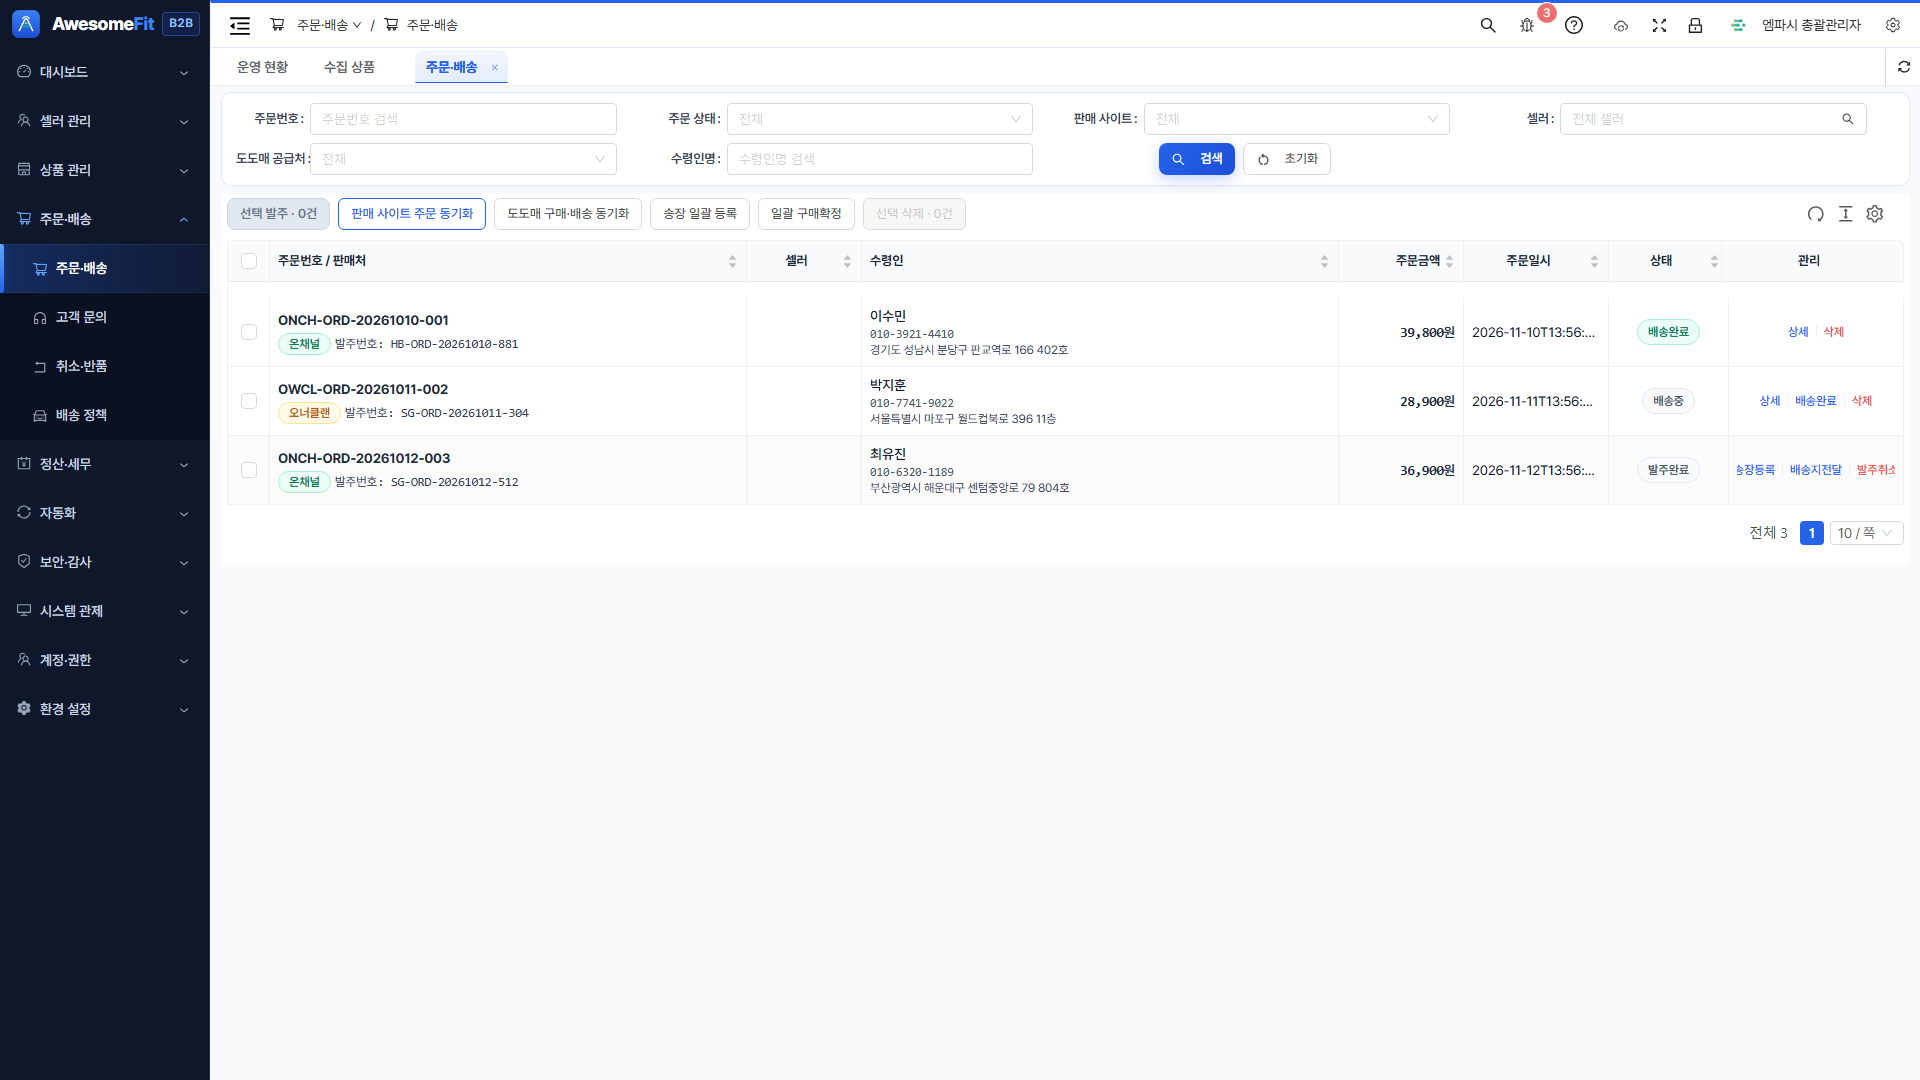 AwesomeFit B2B
주문·배송 / 주문·배송
3
엠파시 총괄관리자
운영 현황 수집 상품 주문·배송 ×
대시보드
셀러 관리
상품 관리
주문·배송
주문·배송
고객 문의
취소·반품
배송 정책
정산·세무
자동화
보안·감사
시스템 관제
계정·권한
환경 설정
주문번호: 주문번호 검색 주문 상태: 전체 판매 사이트: 전체 셀러: 전체 셀러
도도매 공급처: 전체 수령인명: 수령인명 검색 검색 초기화
선택 발주 · 0건 판매 사이트 주문 동기화 도도매 구매·배송 동기화 송장 일괄 등록 일괄 구매확정 선택 삭제 · 0건
주문번호 / 판매처 셀러 수령인 주문금액 주문일시 상태 관리
ONCH-ORD-20261010-001
온채널 발주번호: HB-ORD-20261010-881
이수민
010-3921-4410
경기도 성남시 분당구 판교역로 166 402호
39,800원 2026-11-10T13:56:... 배송완료 상세 삭제
OWCL-ORD-20261011-002
오너클랜 발주번호: SG-ORD-20261011-304
박지훈
010-7741-9022
서울특별시 마포구 월드컵북로 396 11층
28,900원 2026-11-11T13:56:... 배송중 상세 배송완료 삭제
ONCH-ORD-20261012-003
온채널 발주번호: SG-ORD-20261012-512
최유진
010-6320-1189
부산광역시 해운대구 센텀중앙로 79 804호
36,900원 2026-11-12T13:56:... 발주완료 송장등록 배송지전달 발주취소
전체 3 1 10 / 쪽